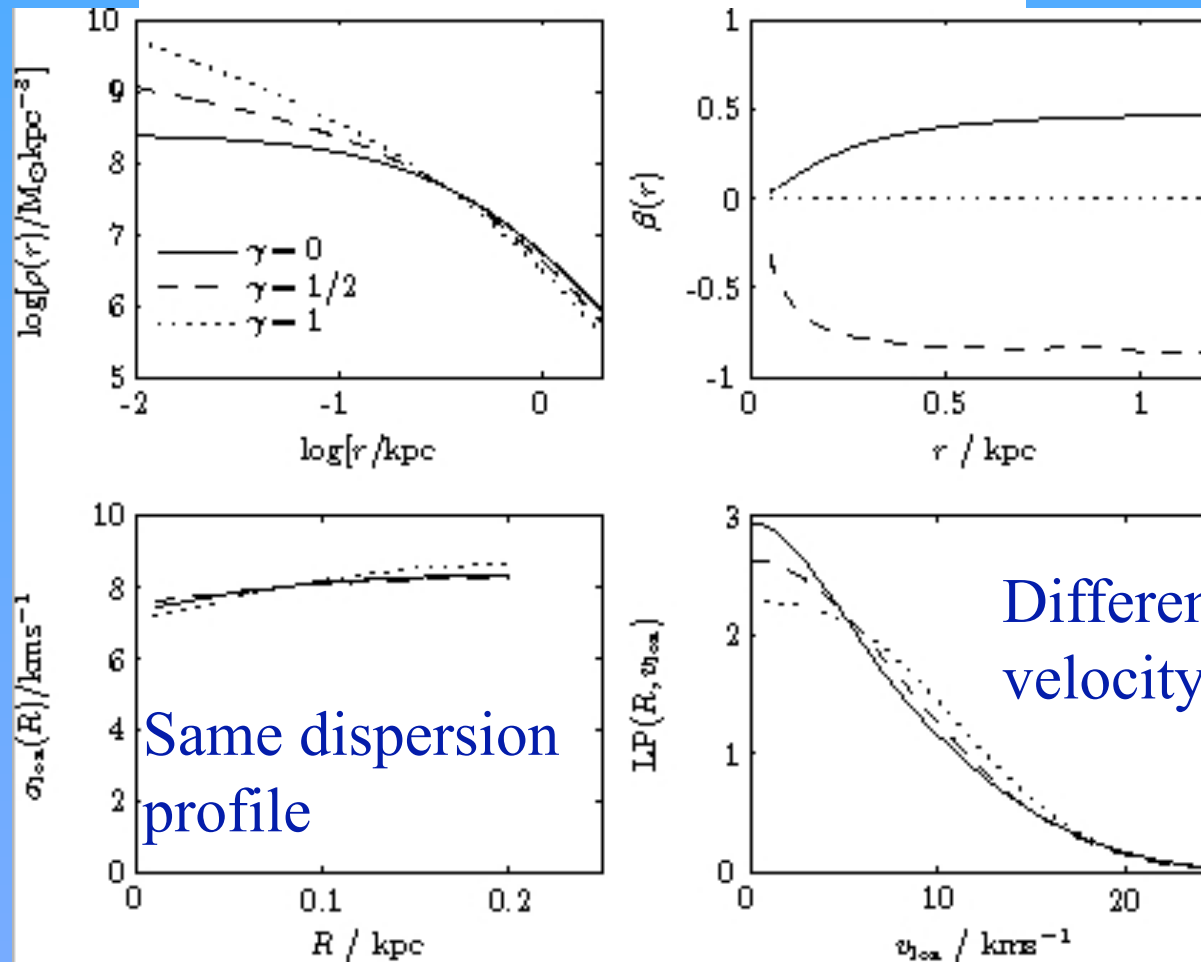 10
9
8
7
6
5
log[ρ(r)/M⊙kpc⁻³]
γ = 0
γ = 1/2
γ = 1
-2 -1 0
log[r/kpc
1
0.5
0
-0.5
-1
β(r)
0 0.5 1
r / kpc
10
8
6
4
2
0
σlos(R)/kms⁻¹
Same dispersion
profile
0 0.1 0.2
R / kpc
3
2
1
0
LP(R, vlos)
Differen
velocity
0 10 20
vlos / kms⁻¹